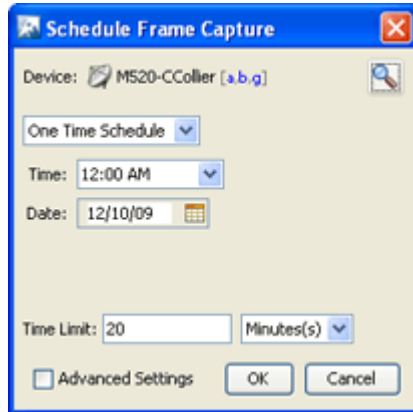 Schedule Frame Capture
Device: M520-CCollier [a,b,g]
One Time Schedule
Time: 12:00 AM
Date: 12/10/09
Time Limit: 20 Minutes(s)
Advanced Settings OK Cancel